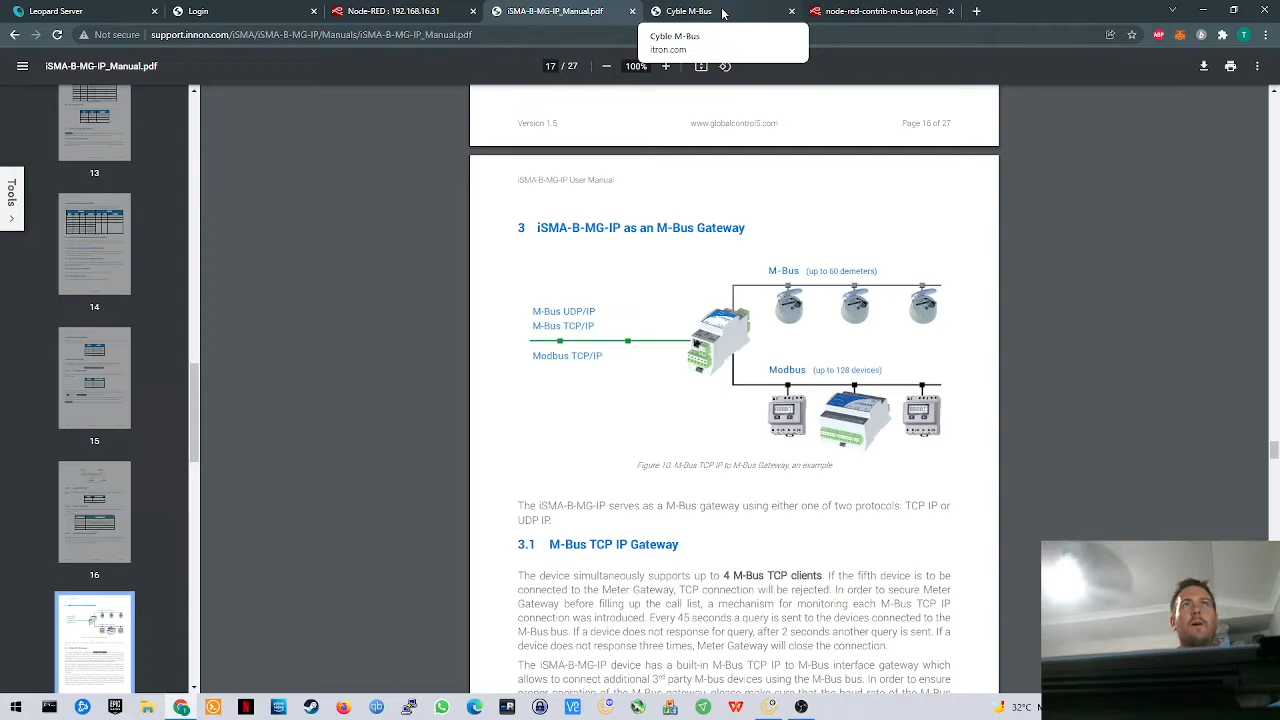 Isma Server
Login
Node-RED: 192.168.16.31
iSMA-B-MG-IP_Manual.pdf
Cyble M-Bus
node-red-contrib-m-bus (node)
Not secure
support.innon.com/iSMA/iSMA-B-MG-IP/Manuals/iSMA-B-MG-IP_Manual.pdf
Cyble M-Bus
itron.com
iSMA-B-MG-IP_Manual.pdf
17 / 27
100%
Version 1.5
www.globalcontrol5.com
Page 16 of 27
13
Tools
iSMA-B-MG-IP User Manual
3 iSMA-B-MG-IP as an M-Bus Gateway
M-Bus (up to 60 demeters)
M-Bus UDP/IP
M-Bus TCP/IP
Modbus TCP/IP
Modbus (up to 128 devices)
14
15
16
Figure 10. M-Bus TCP IP to M-Bus Gateway, an example
The iSMA-B-MG-IP serves as a M-Bus gateway using either one of two protocols: TCP IP or
UDP IP.
3.1 M-Bus TCP IP Gateway
The device simultaneously supports up to 4 M-Bus TCP clients. If the fifth device is to be
connected to the Meter Gateway, TCP connection will be rejected. In order to secure Meter
Gateway before filling up the call list, a mechanism for monitoring each M-Bus TCP IP
connection was introduced. Every 45 seconds a query is sent to the devices connected to the
M-Bus bus. If a device does not response for query, after 2 seconds another query is sent. If a
device does not response three times, Meter Gateway will close the connection.
The iSMA-B-MG-IP device has a built-in M-Bus TCP IP to M-Bus interface gateway which
allows to connect additional 3rd party M-bus devices using the M-Bus bus. In order to ensure
32°C